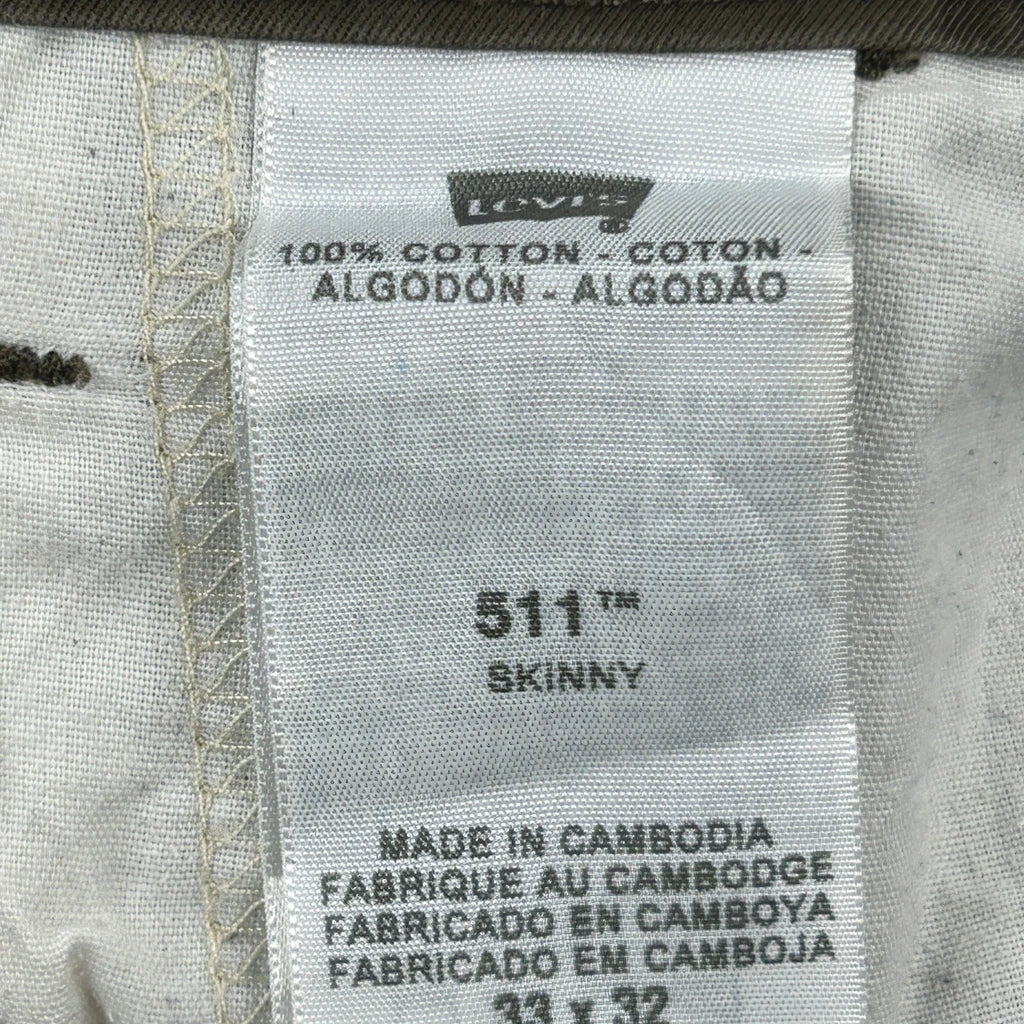 Levi's
100% COTTON - COTON -
ALGODÓN - ALGODÃO
511™
SKINNY
MADE IN CAMBODIA
FABRIQUE AU CAMBODGE
FABRICADO EN CAMBOYA
FABRICADO EM CAMBOJA
33 x 32